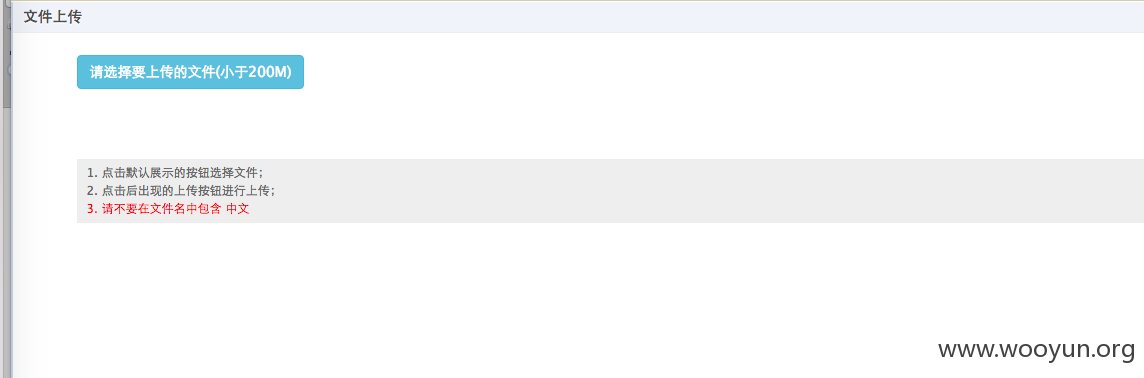 文件上传
请选择要上传的文件(小于200M)
1. 点击默认展示的按钮选择文件;
2. 点击后出现的上传按钮进行上传;
3. 请不要在文件名中包含 中文
www.wooyun.org